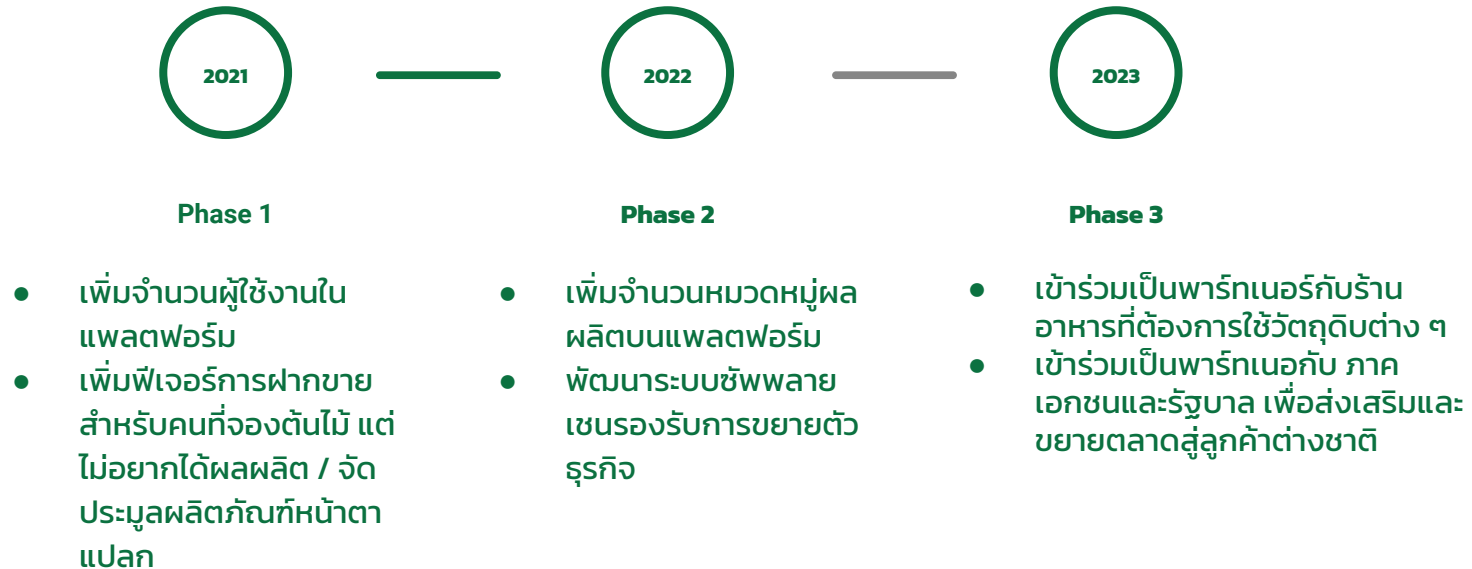 2021
2022
2023
Phase 1
Phase 2
Phase 3
● เพิ่มจำนวนผู้ใช้งานใน
แพลตฟอร์ม
● เพิ่มฟีเจอร์การฝากขาย
สำหรับคนที่จองต้นไม้ แต่
ไม่อยากได้ผลผลิต / จัด
ประมูลผลิตภัณฑ์หน้าตา
แปลก
● เพิ่มจำนวนหมวดหมู่ผล
ผลิตบนแพลตฟอร์ม
● พัฒนาระบบซัพพลาย
เชนรองรับการขยายตัว
ธุรกิจ
● เข้าร่วมเป็นพาร์ทเนอร์กับร้าน
อาหารที่ต้องการใช้วัตถุดิบต่าง ๆ
● เข้าร่วมเป็นพาร์ทเนอกับ ภาค
เอกชนและรัฐบาล เพื่อส่งเสริมและ
ขยายตลาดสู่ลูกค้าต่างชาติ